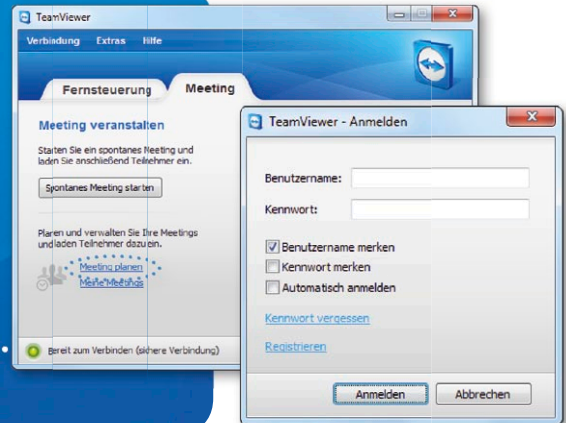 TeamViewer
Verbindung Extras Hilfe
Fernsteuerung Meeting
Meeting veranstalten
Starten Sie ein spontanes Meeting und
laden Sie anschließend Teilnehmer ein.
Spontanes Meeting starten
Planen und verwalten Sie Ihre Meetings
und laden Teilnehmer dazu ein.
Meeting planen
Meine Meetings
Bereit zum Verbinden (sichere Verbindung)
TeamViewer - Anmelden
Benutzername:
Kennwort:
Benutzername merken
Kennwort merken
Automatisch anmelden
Kennwort vergessen
Registrieren
Anmelden Abbrechen